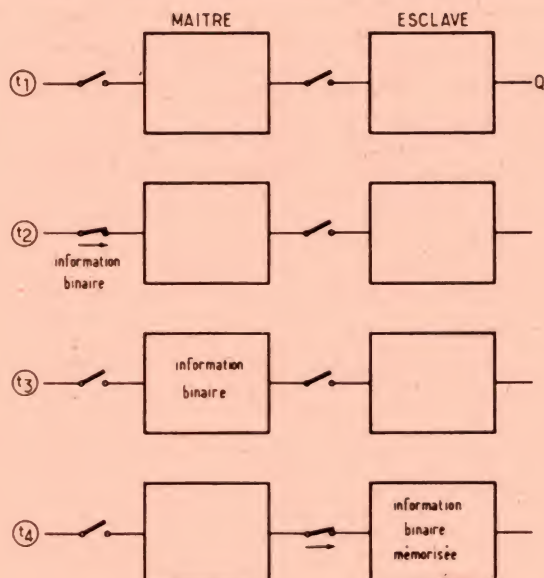 MAITRE
ESCLAVE
t1
Q
t2
information
binaire
t3
information
binaire
t4
information
binaire
mémorisée